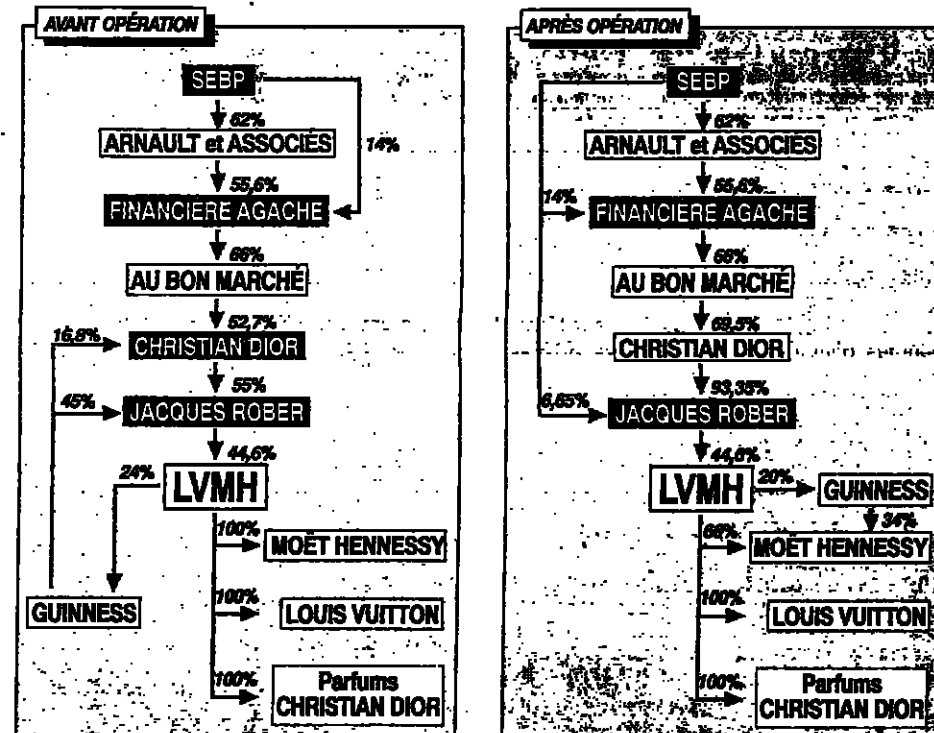 AVANT OPÉRATION
SEBP
62%
ARNAULT et ASSOCIÉS
14%
55,6%
FINANCIÈRE AGACHE
66%
AU BON MARCHÉ
52,7%
16,8%
CHRISTIAN DIOR
55%
45%
JACQUES ROBER
44,6%
24%
LVMH
100%
MOËT HENNESSY
100%
GUINNESS
LOUIS VUITTON
100%
Parfums
CHRISTIAN DIOR
APRÈS OPÉRATION
SEBP
62%
ARNAULT et ASSOCIÉS
55,6%
14%
FINANCIÈRE AGACHE
66%
AU BON MARCHÉ
69,5%
CHRISTIAN DIOR
93,35%
6,65%
JACQUES ROBER
44,6%
LVMH
20%
GUINNESS
34%
66%
MOËT HENNESSY
100%
LOUIS VUITTON
100%
Parfums
CHRISTIAN DIOR